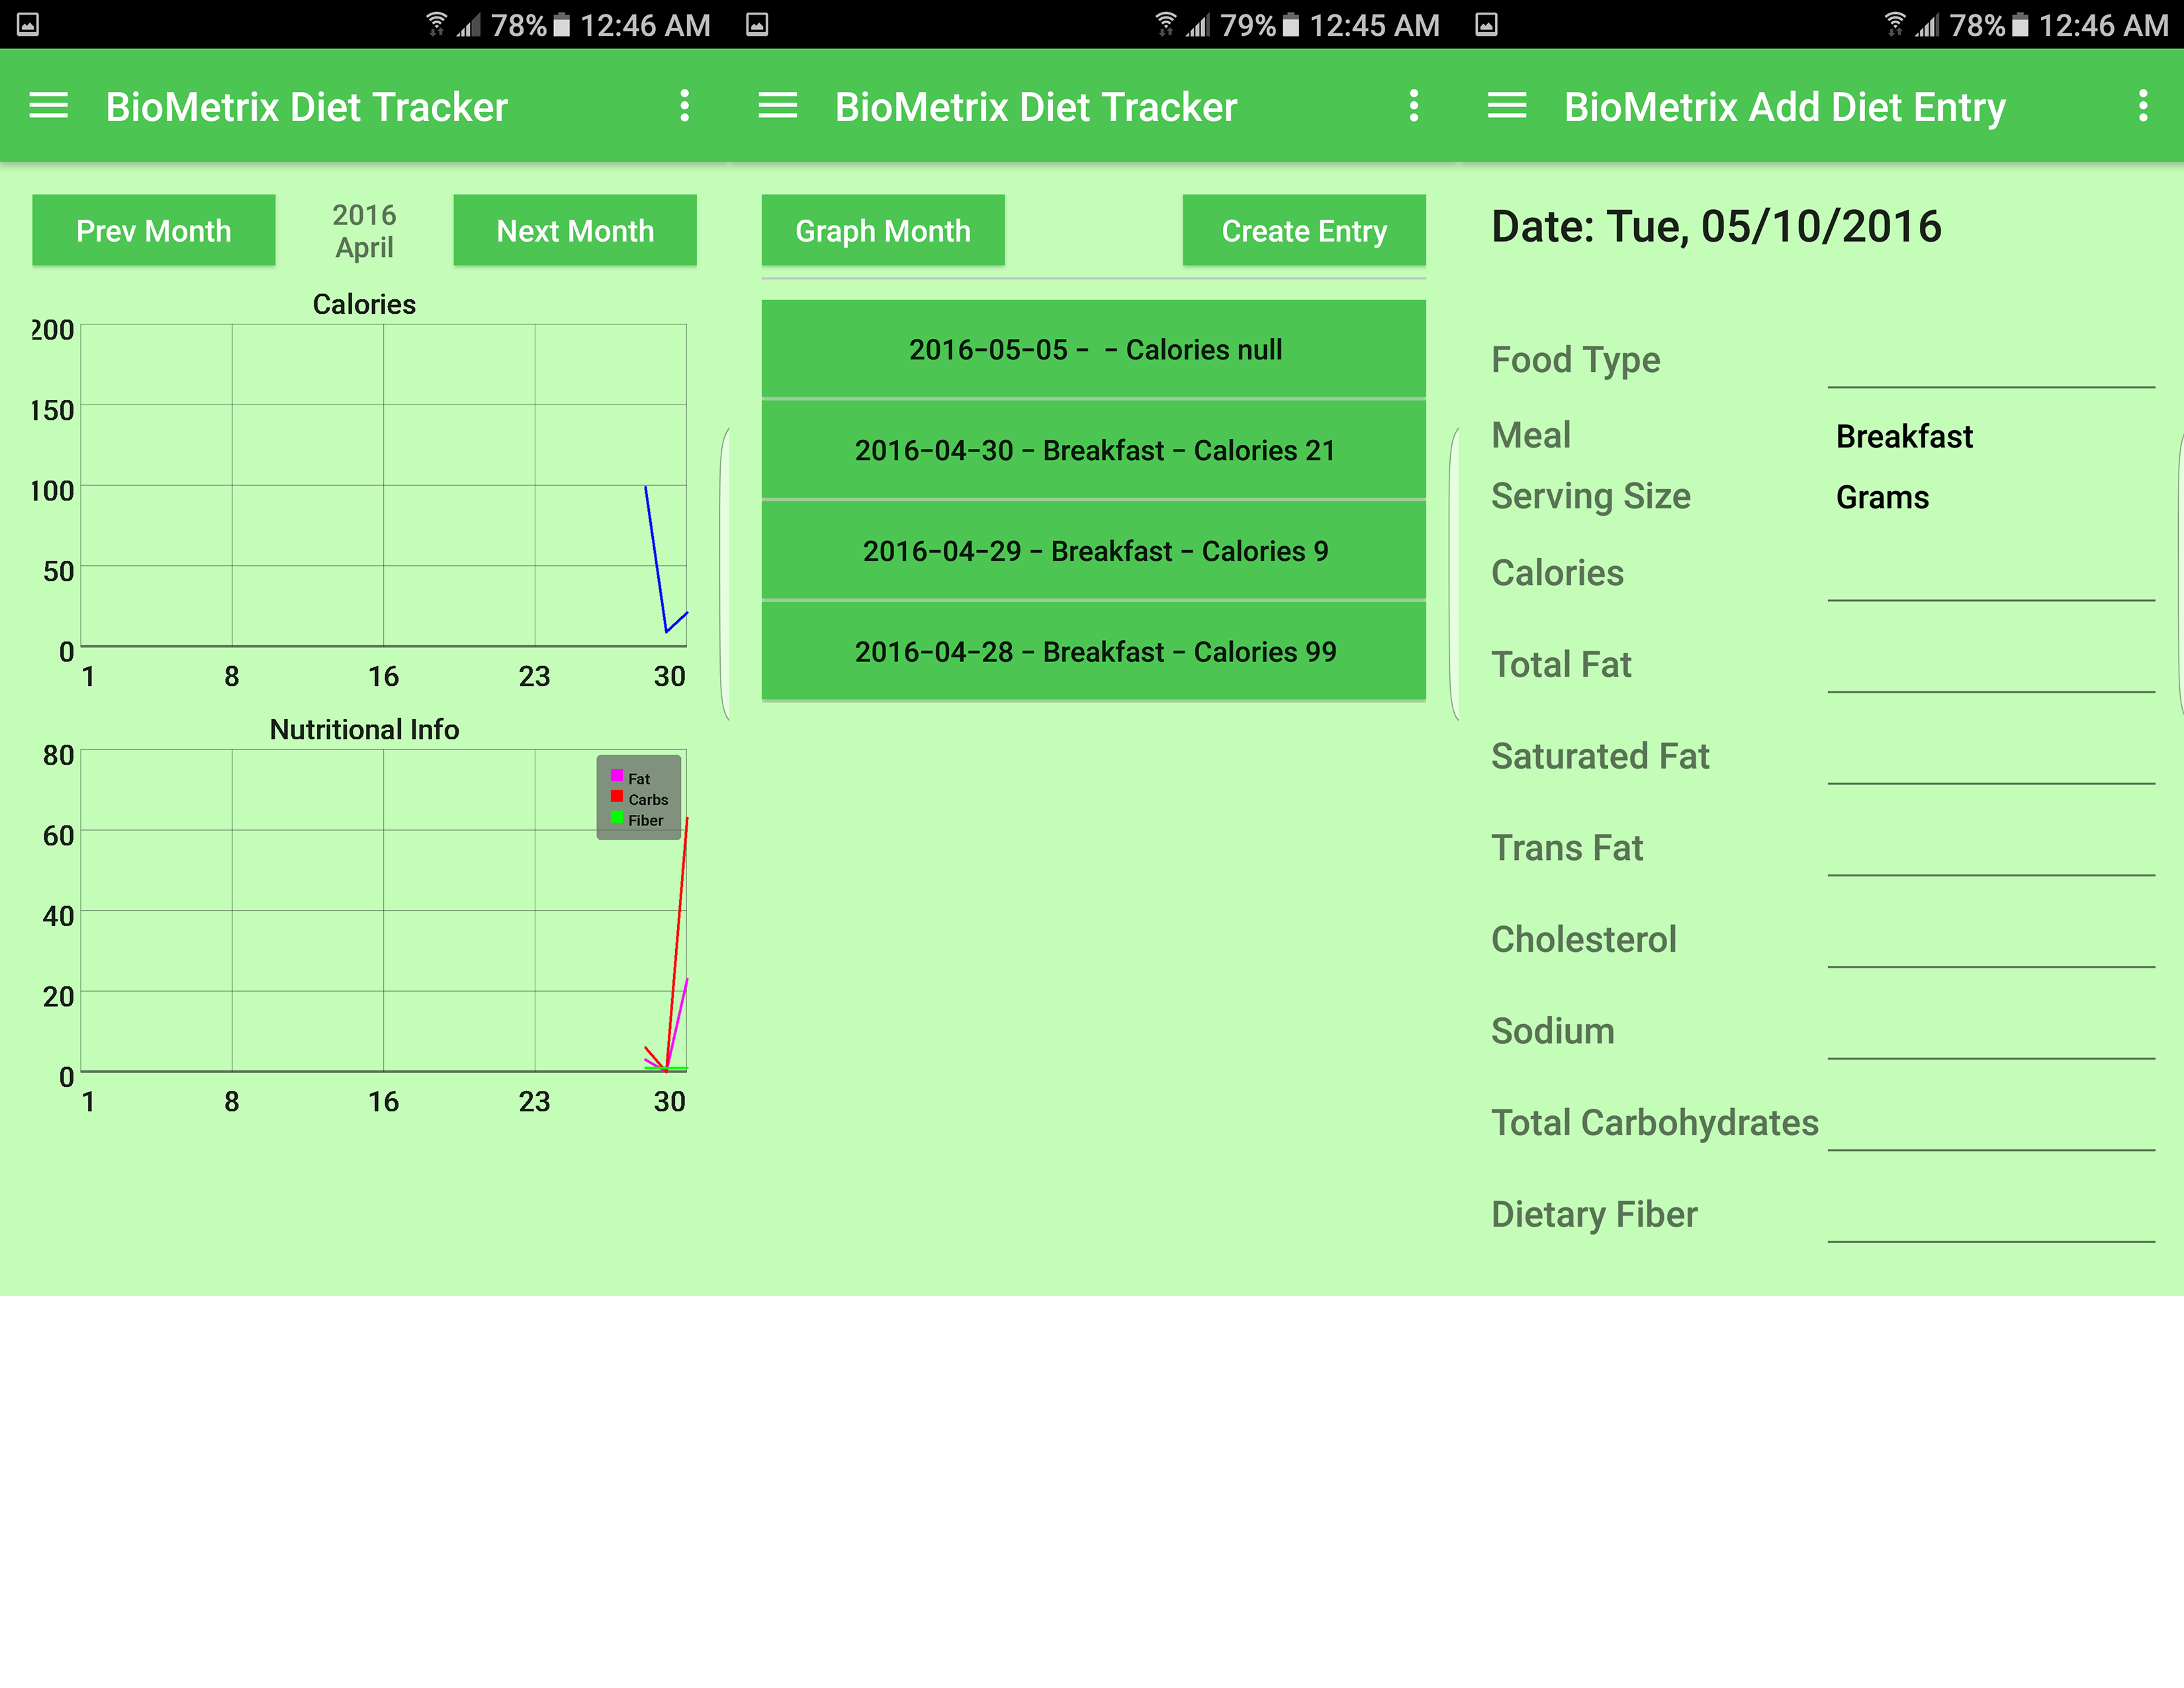 78% 12:46 AM
BioMetrix Diet Tracker
Prev Month
2016
April
Next Month
Calories
200
150
100
50
0
1 8 16 23 30
Nutritional Info
80
60
40
20
0
Fat
Carbs
Fiber
1 8 16 23 30
79% 12:45 AM
BioMetrix Diet Tracker
Graph Month
Create Entry
2016-05-05 - - Calories null
2016-04-30 - Breakfast - Calories 21
2016-04-29 - Breakfast - Calories 9
2016-04-28 - Breakfast - Calories 99
78% 12:46 AM
BioMetrix Add Diet Entry
Date: Tue, 05/10/2016
Food Type
Meal Breakfast
Serving Size Grams
Calories
Total Fat
Saturated Fat
Trans Fat
Cholesterol
Sodium
Total Carbohydrates
Dietary Fiber